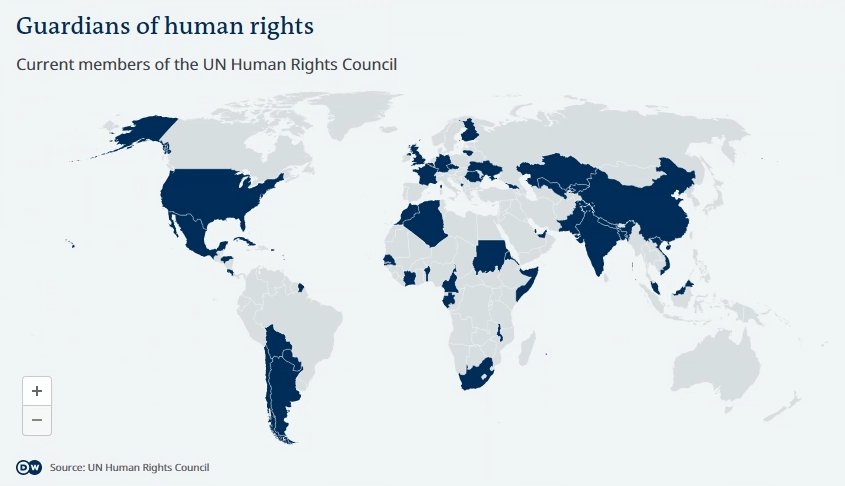 Guardians of human rights
Current members of the UN Human Rights Council
+
−
DW Source: UN Human Rights Council